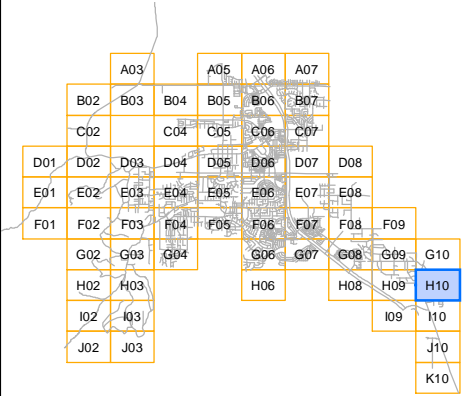 A03 A05 A06 A07
B02 B03 B04 B05 B06 B07
C02 C04 C05 C06 C07
D01 D02 D03 D04 D05 D06 D07 D08
E01 E02 E03 E04 E05 E06 E07 E08
F01 F02 F03 F04 F05 F06 F07 F08 F09
G02 G03 G04 G06 G07 G08 G09 G10
H02 H03 H06 H08 H09 H10
I02 I03 I09 I10
J02 J03 J10
K10